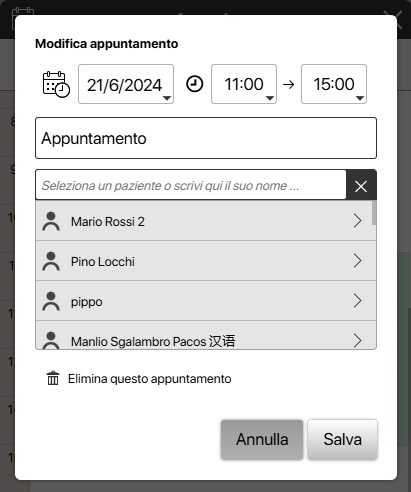 Modifica appuntamento
21/6/2024 11:00 → 15:00
Appuntamento
Seleziona un paziente o scrivi qui il suo nome ...
Mario Rossi 2
Pino Locchi
pippo
Manlio Sgalambro Pacos 汉语
Elimina questo appuntamento
Annulla Salva